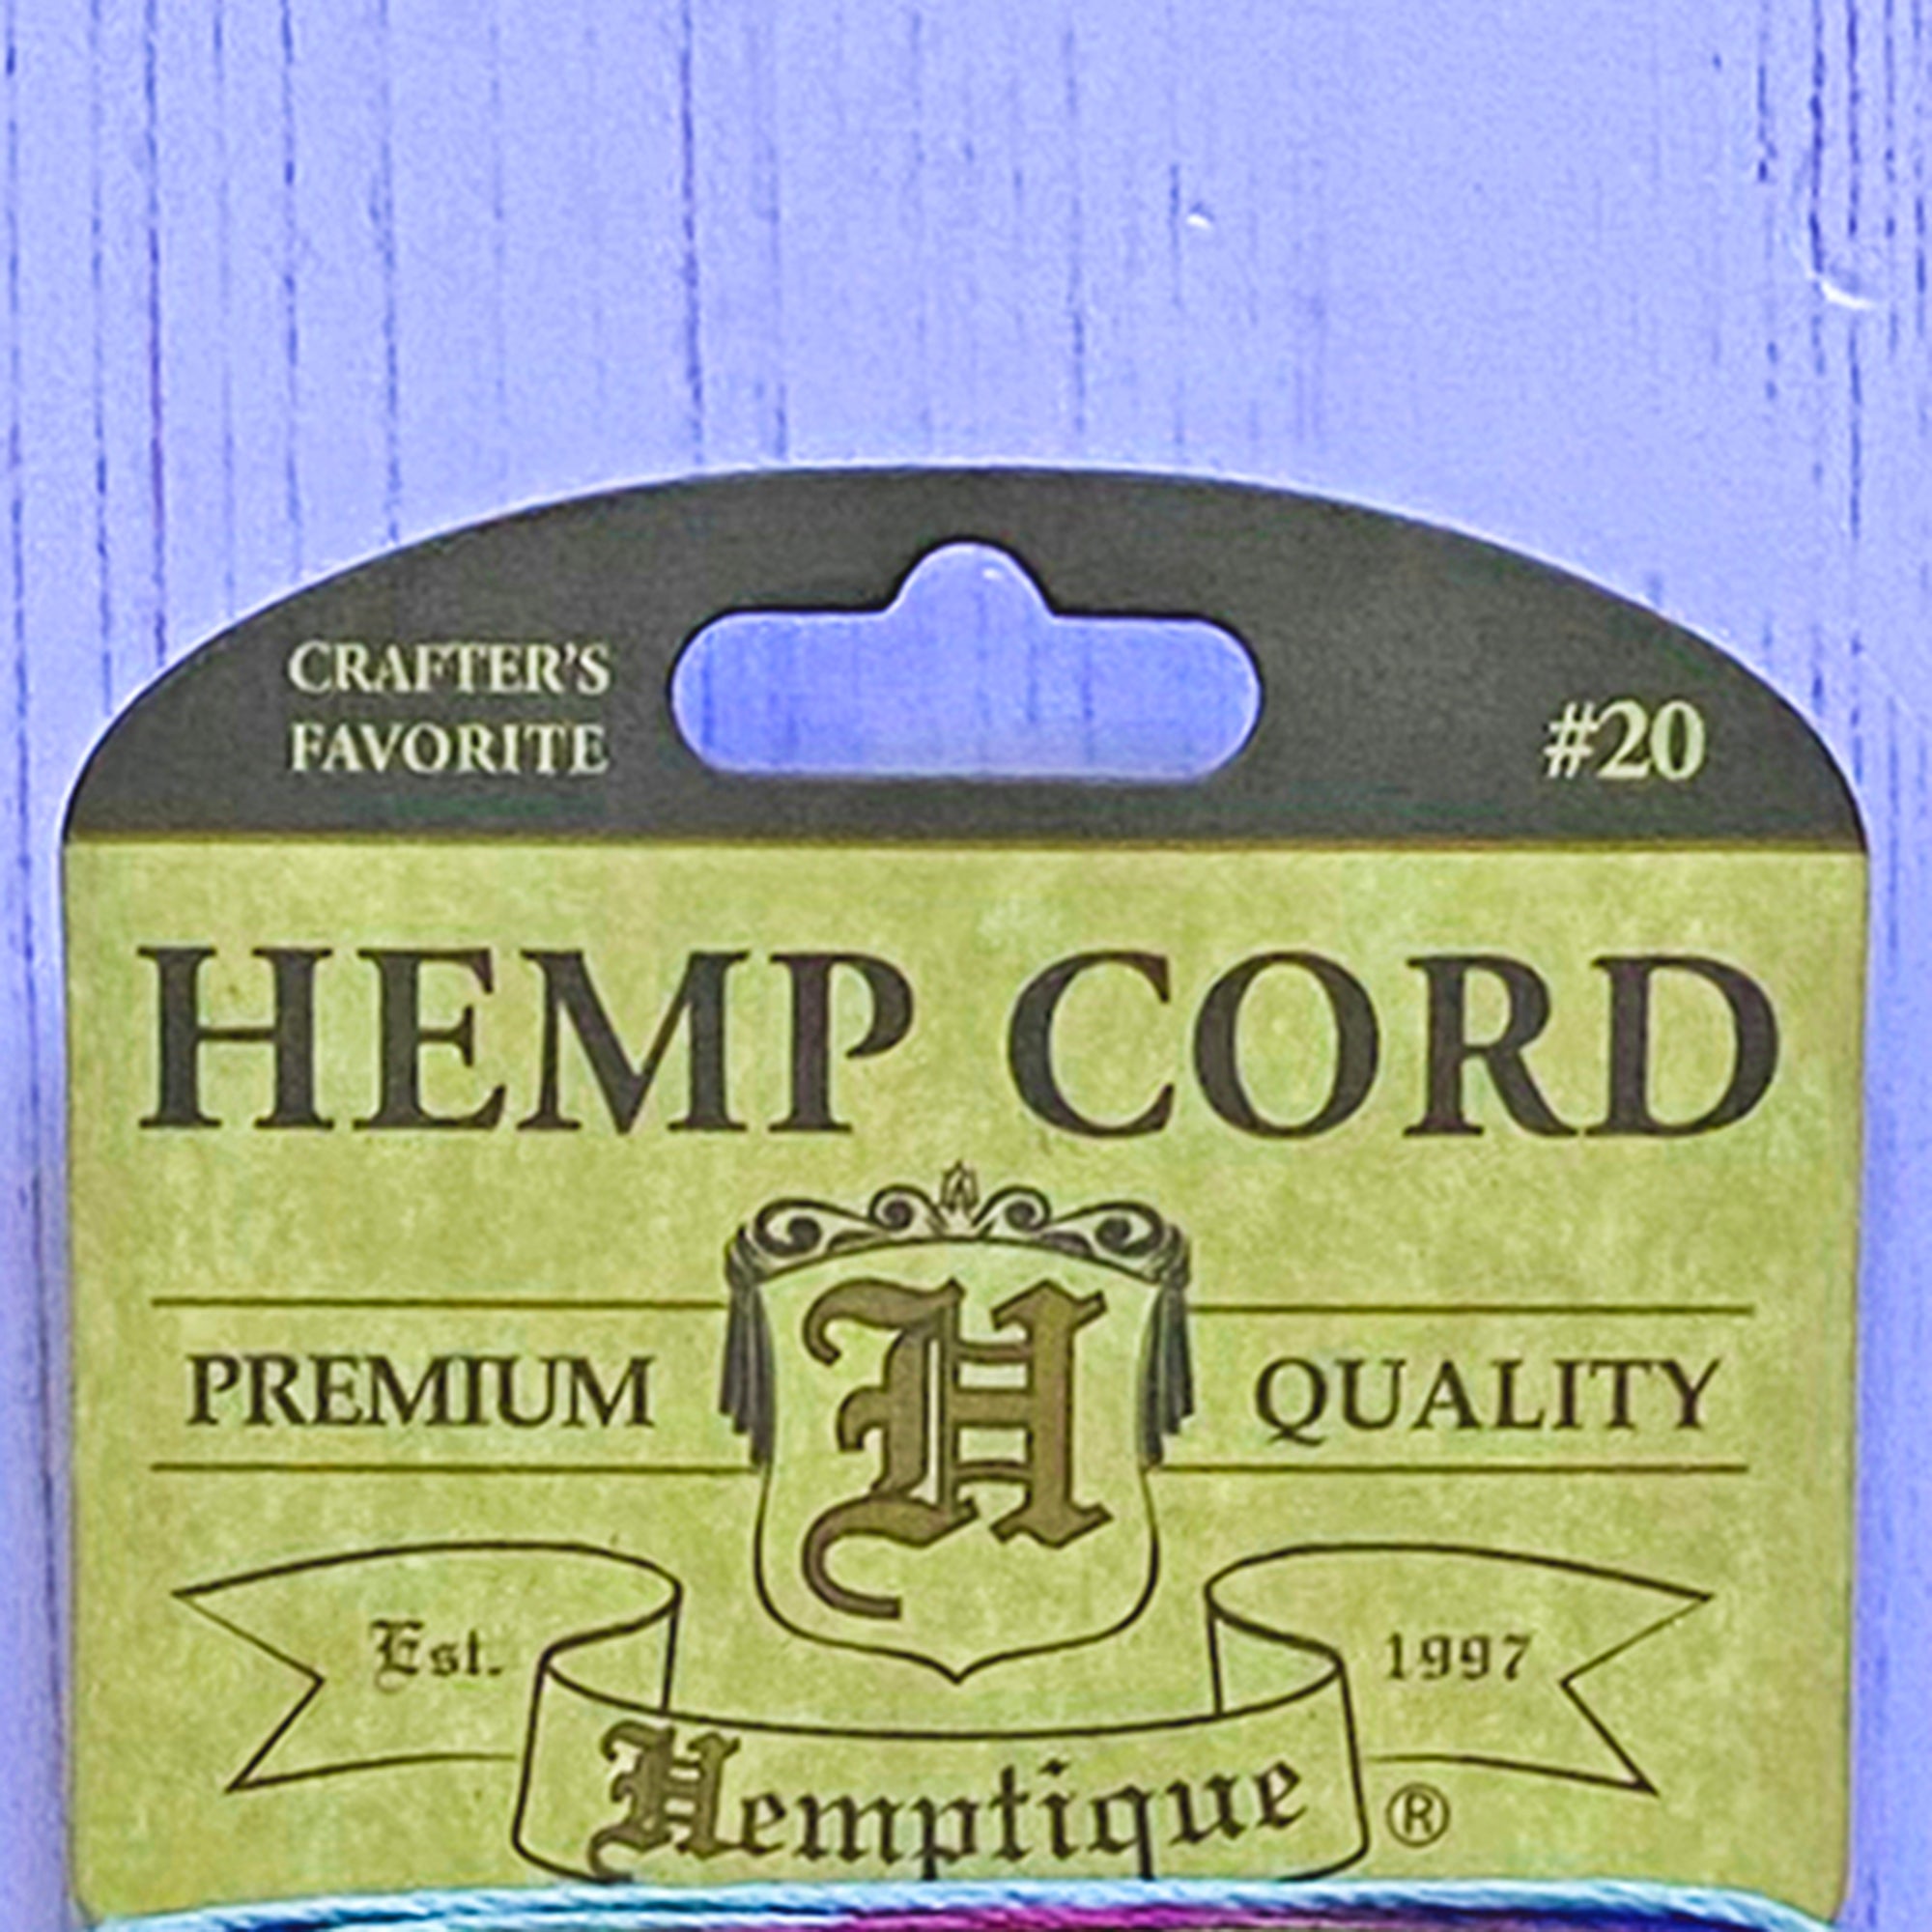 CRAFTER'S
FAVORITE
#20
HEMP CORD
H
PREMIUM QUALITY
Est. 1997
Hemptique ®